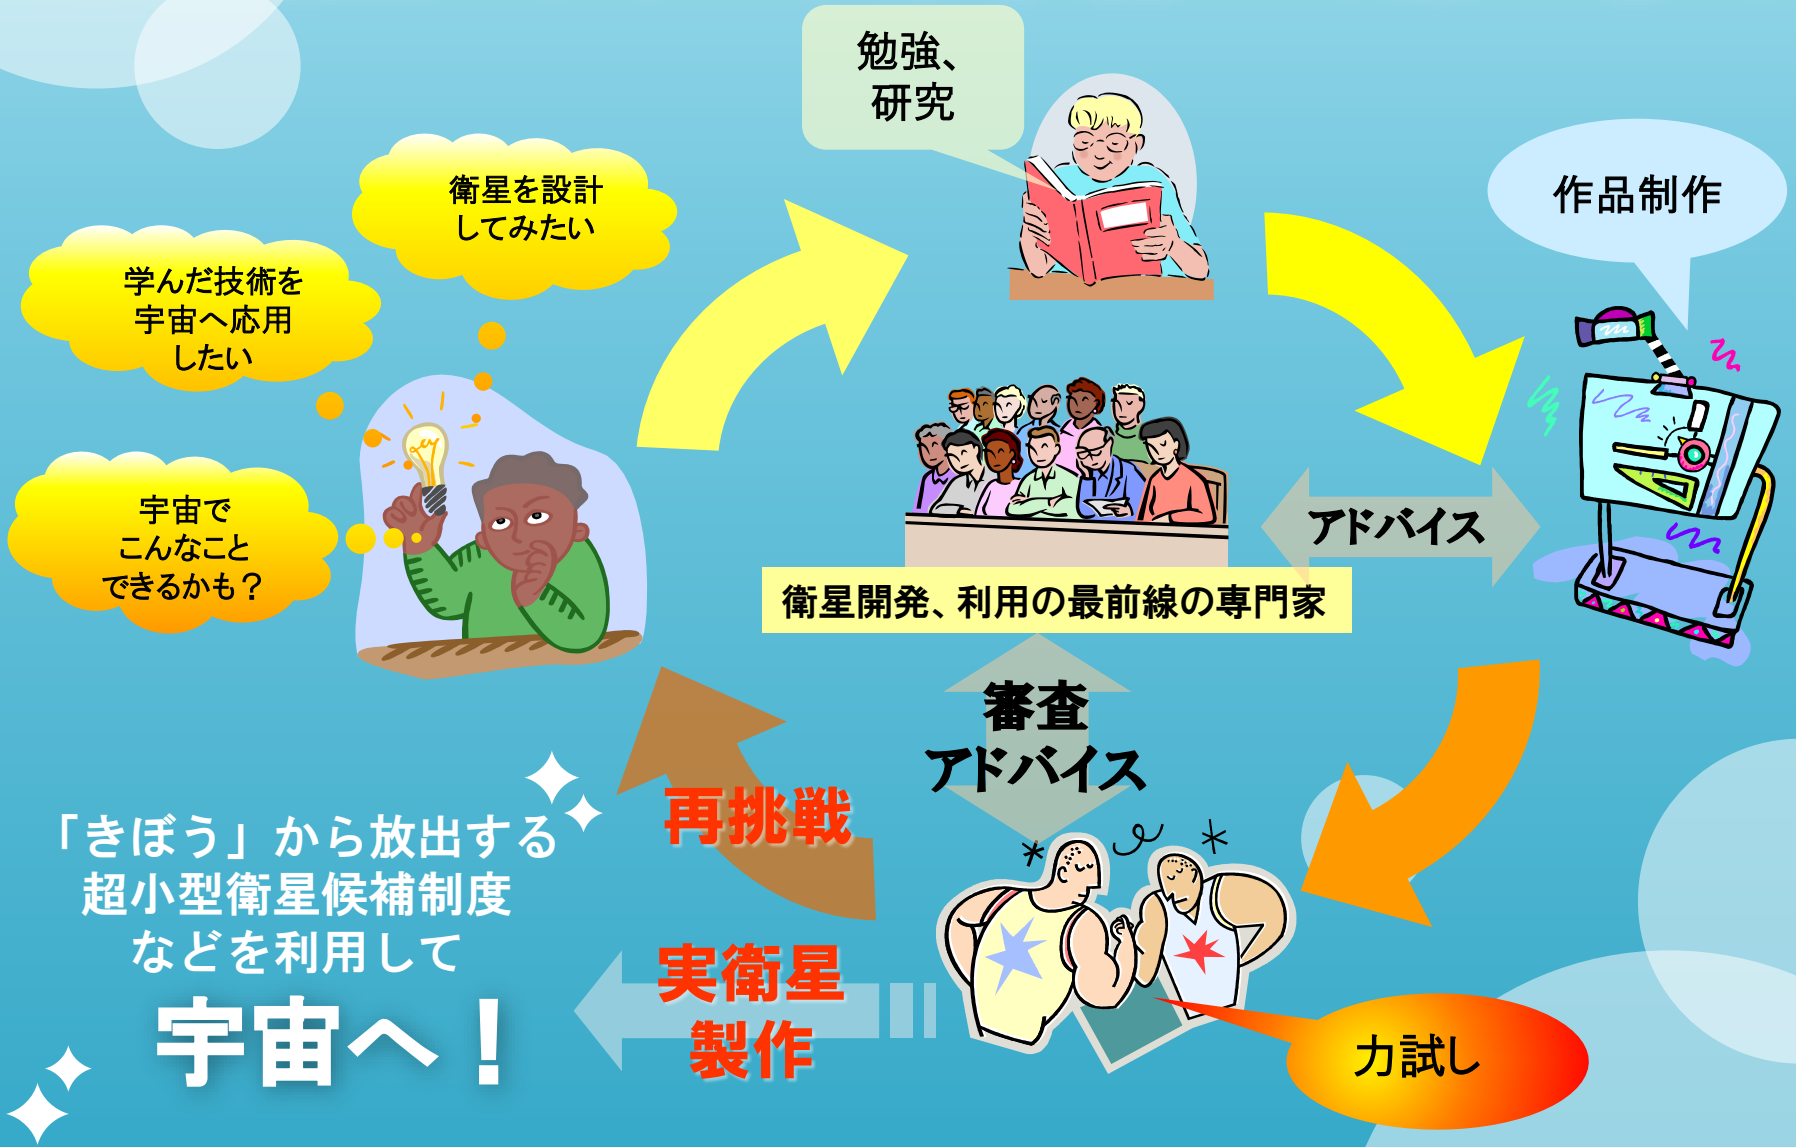 勉強、
研究
作品制作
衛星を設計
してみたい
学んだ技術を
宇宙へ応用
したい
宇宙で
こんなこと
できるかも？
アドバイス
衛星開発、利用の最前線の専門家
審査
アドバイス
再挑戦
「きぼう」から放出する
超小型衛星候補制度
などを利用して
宇宙へ！
実衛星
製作
力試し